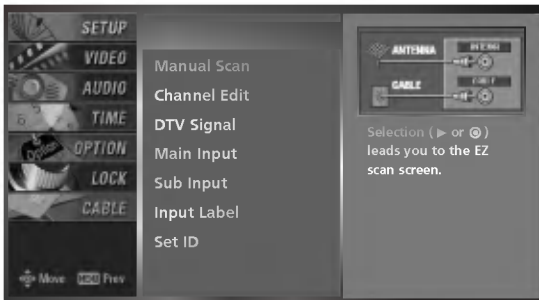 SETUP
VIDEO
AUDIO
TIME
OPTION
LOCK
CABLE
Option
Move
Prev
Manual Scan
Channel Edit
DTV Signal
Main Input
Sub Input
Input Label
Set ID
ANTENNA
CABLE
Selection ( ▶ or ◉ )
leads you to the EZ
scan screen.